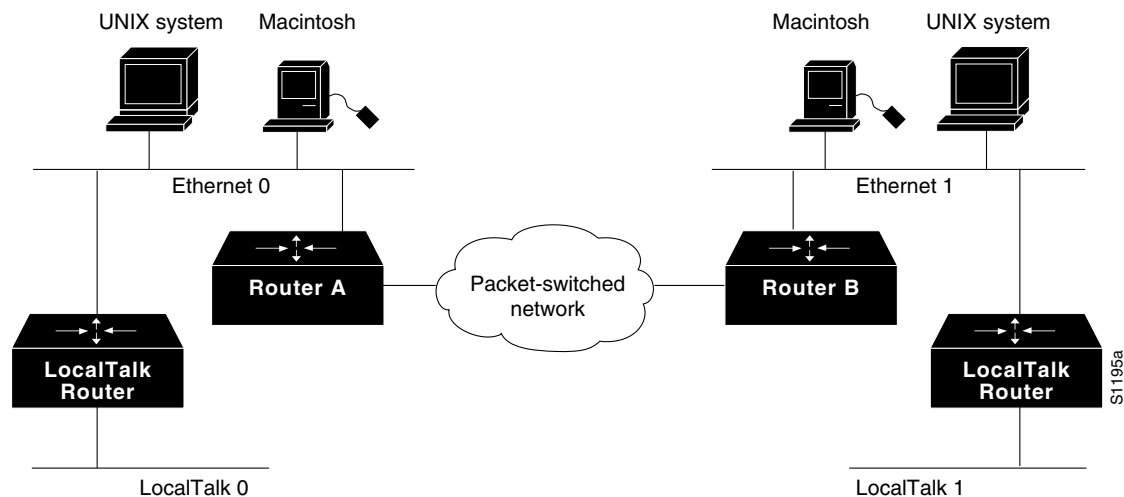 UNIX system
Macintosh
Macintosh
UNIX system
Ethernet 0
Ethernet 1
Router A
Packet-switched
network
Router B
LocalTalk
Router
LocalTalk
Router
S1195a
LocalTalk 0
LocalTalk 1